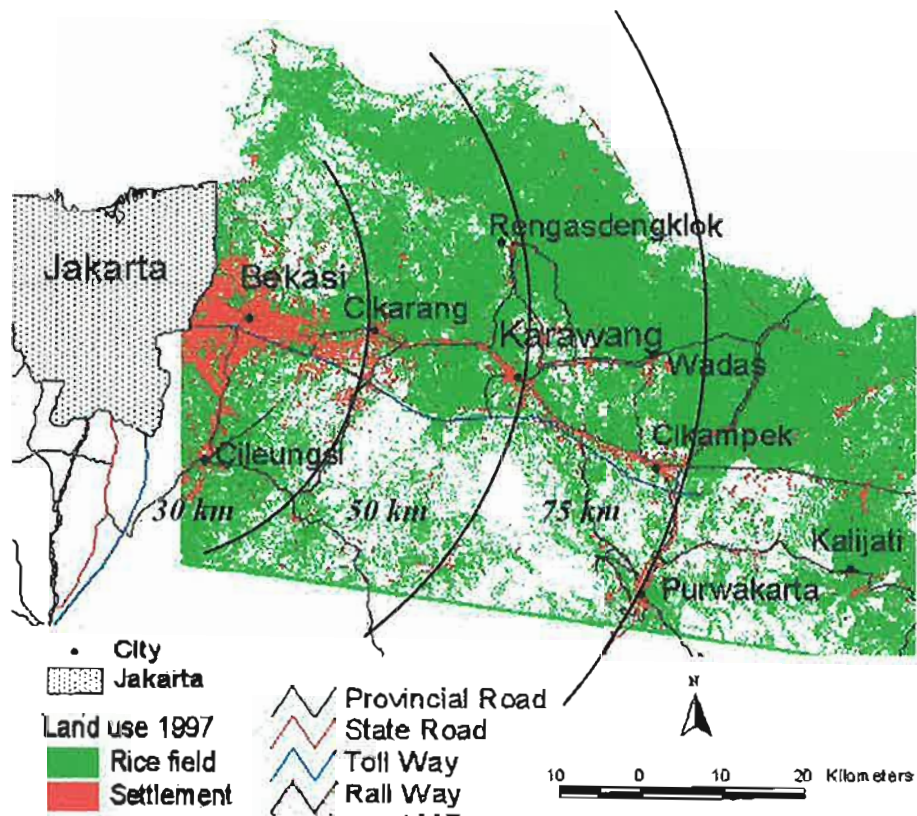 Rengasdengklok
Jakarta
Bekasi
Cikarang
Karawang
Wadas
Cileungsi
Cikampek
30 km
50 km
75 km
Kalijati
Purwakarta
City
Jakarta
Land use 1997
Rice field
Settlement
Provincial Road
State Road
Toll Way
Rail Way
N
10 0 10 20 Kilometers